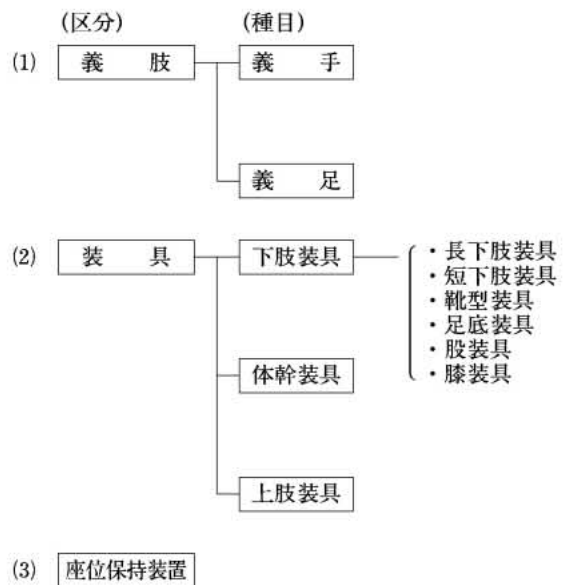 (区分) (種目)
(1) 義肢 義手
義足
(2) 装具 下肢装具 ・長下肢装具
・短下肢装具
・靴型装具
・足底装具
・股装具
・膝装具
体幹装具
上肢装具
(3) 座位保持装置